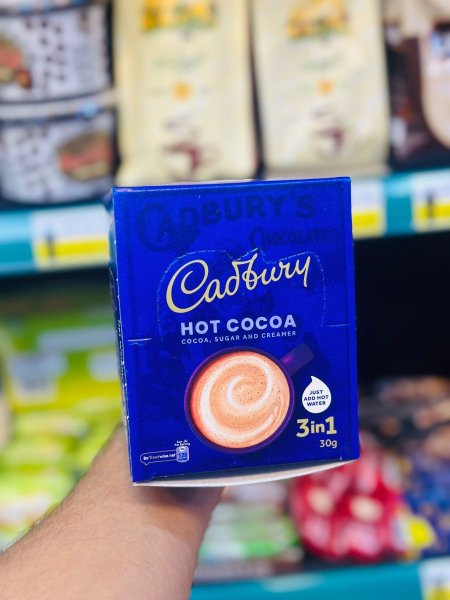 CADBURY'S
CHOCOLATES
Cadbury
HOT COCOA
COCOA, SUGAR AND CREAMER
JUST
ADD HOT
WATER
3in1
30g